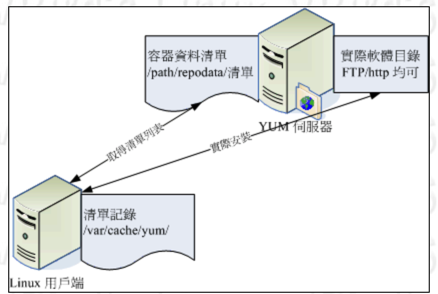 容器資料清單
/path/repodata/清單
實際軟體目錄
FTP/http 均可
YUM 伺服器
取得清單列表
實際安裝
清單記錄
/var/cache/yum/
Linux 用戶端